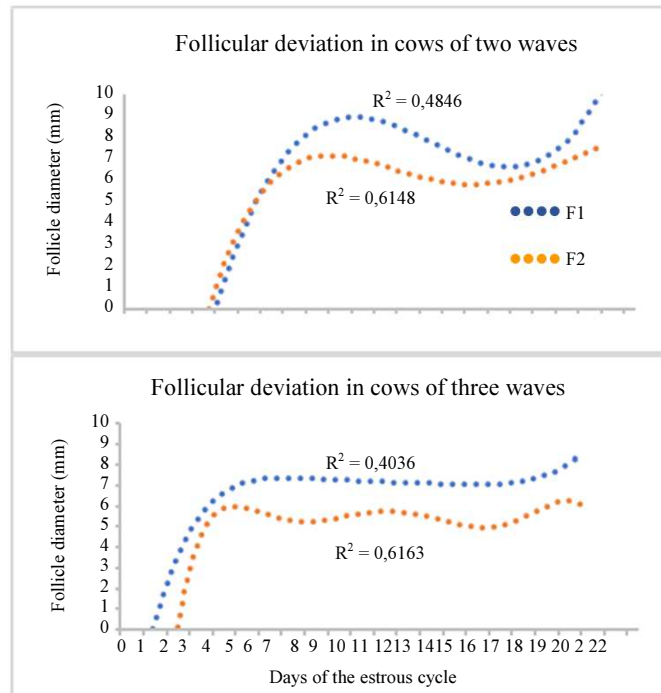 Follicular deviation in cows of two waves
Follicle diameter (mm)
10
9
8
7
6
5
4
3
2
1
0
R² = 0,4846
R² = 0,6148
F1
F2
Follicular deviation in cows of three waves
Follicle diameter (mm)
10
9
8
7
6
5
4
3
2
1
0
R² = 0,4036
R² = 0,6163
0 1 2 3 4 5 6 7 8 9 10 11 1213 1415 16 17 18 19 20 2 22
Days of the estrous cycle